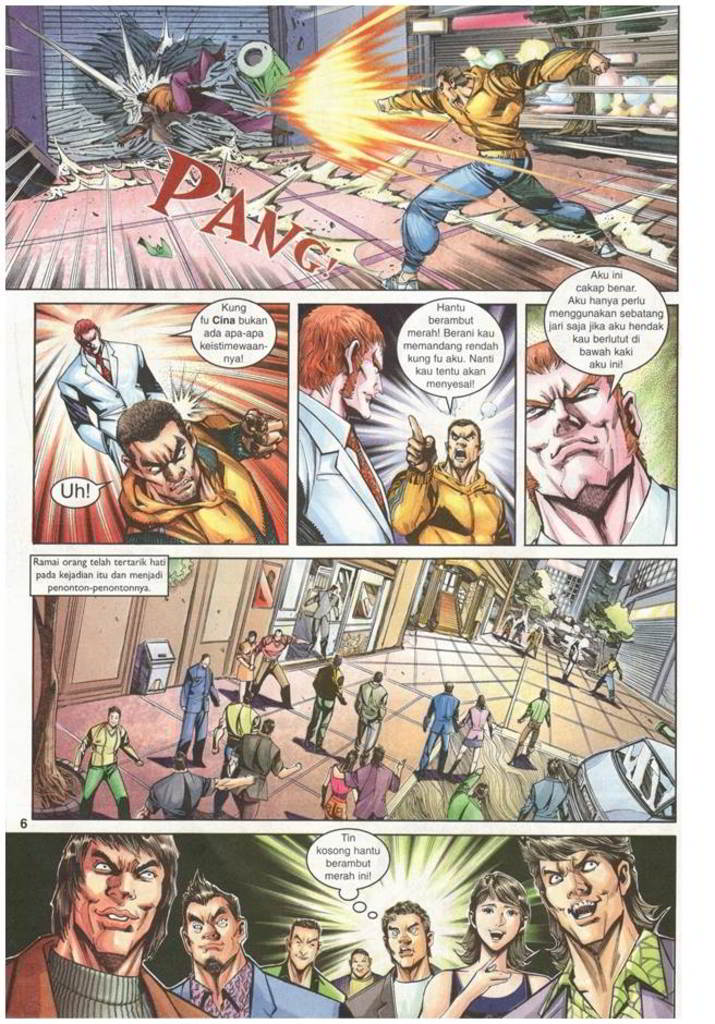 PANG!
Kung
fu Cina bukan
ada apa-apa
keistimewaan-
nya!
Uh!
Hantu
berambut
merah! Berani kau
memandang rendah
kung fu aku. Nanti
kau tentu akan
menyesal!
Aku ini
cakap benar.
Aku hanya perlu
menggunakan sebatang
jari saja jika aku hendak
kau berlutut di
bawah kaki
aku ini!
Ramai orang telah tertarik hati
pada kejadian itu dan menjadi
penonton-penontonnya.
6
Tin
kosong hantu
berambut
merah ini!